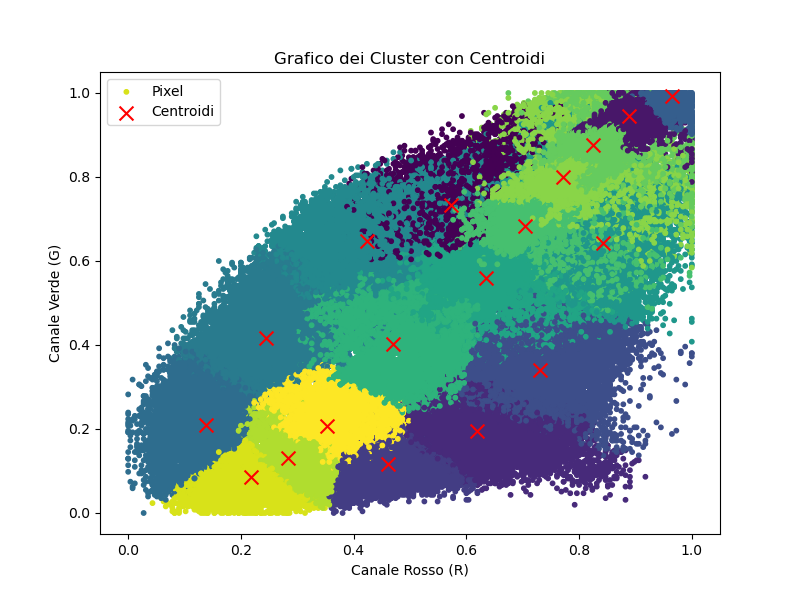 Grafico dei Cluster con Centroidi
Pixel
Centroidi
Canale Verde (G)
1.0
0.8
0.6
0.4
0.2
0.0
0.0 0.2 0.4 0.6 0.8 1.0
Canale Rosso (R)